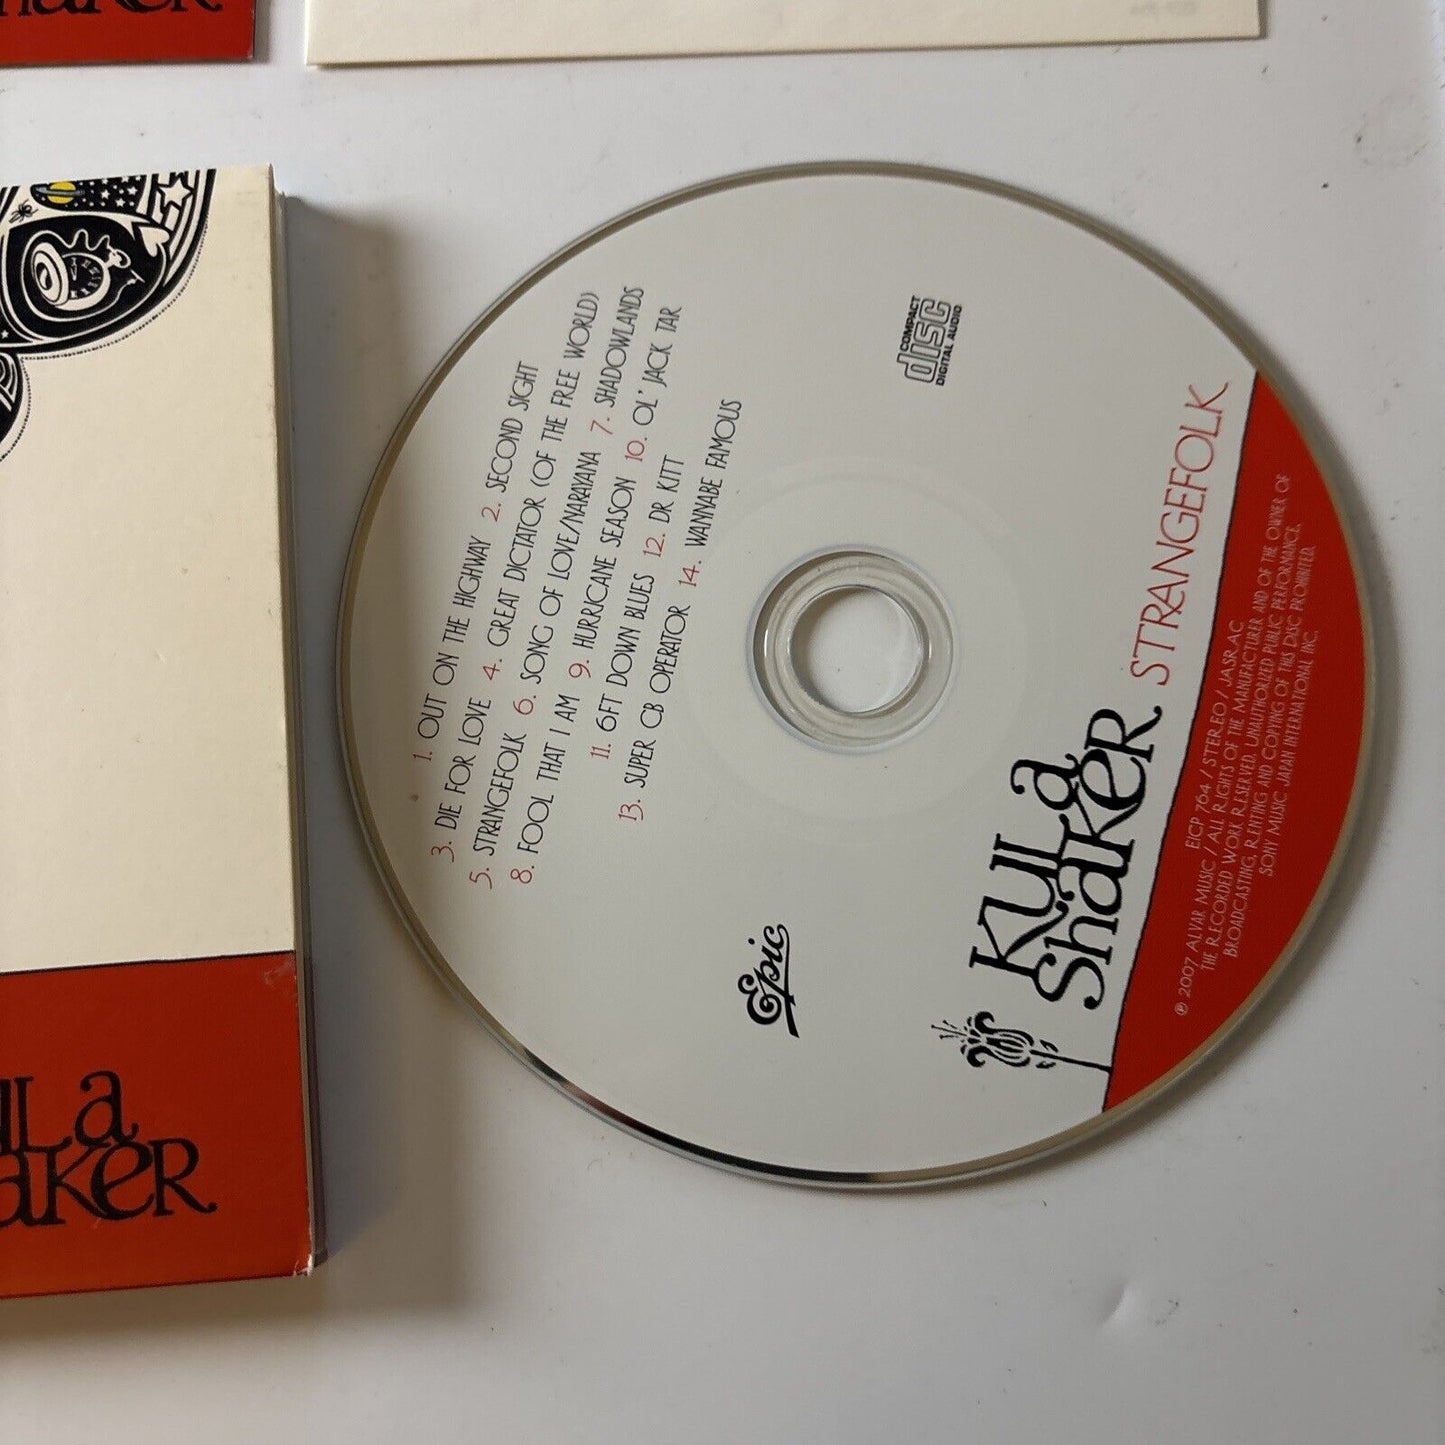 1. OUT ON THE HIGHWAY 2. SECOND SIGHT
3. DIE FOR LOVE 4. GREAT DICTATOR (OF THE FREE WORLD)
5. STRANGEFOLK 6. SONG OF LOVE/NARAYANA 7. SHADOWLANDS
8. FOOL THAT I AM 9. HURRICANE SEASON 10. OL' JACK TAR
11. 6FT DOWN BLUES 12. DR KITT
13. SUPER CB OPERATOR 14. WANNABE FAMOUS
Epic
COMPACT
disc
DIGITAL AUDIO
KULA
SHAKER
STRANGEFOLK
EICP 764 / STEREO / JASRAC
℗ 2007 ALVAR MUSIC / ALL RIGHTS OF THE MANUFACTURER AND OF THE OWNER OF
THE RECORDED WORK RESERVED. UNAUTHORIZED PUBLIC PERFORMANCE,
BROADCASTING, RENTING AND COPYING OF THIS DISC PROHIBITED.
SONY MUSIC JAPAN INTERNATIONAL INC.
ULA
AKER
HAKER